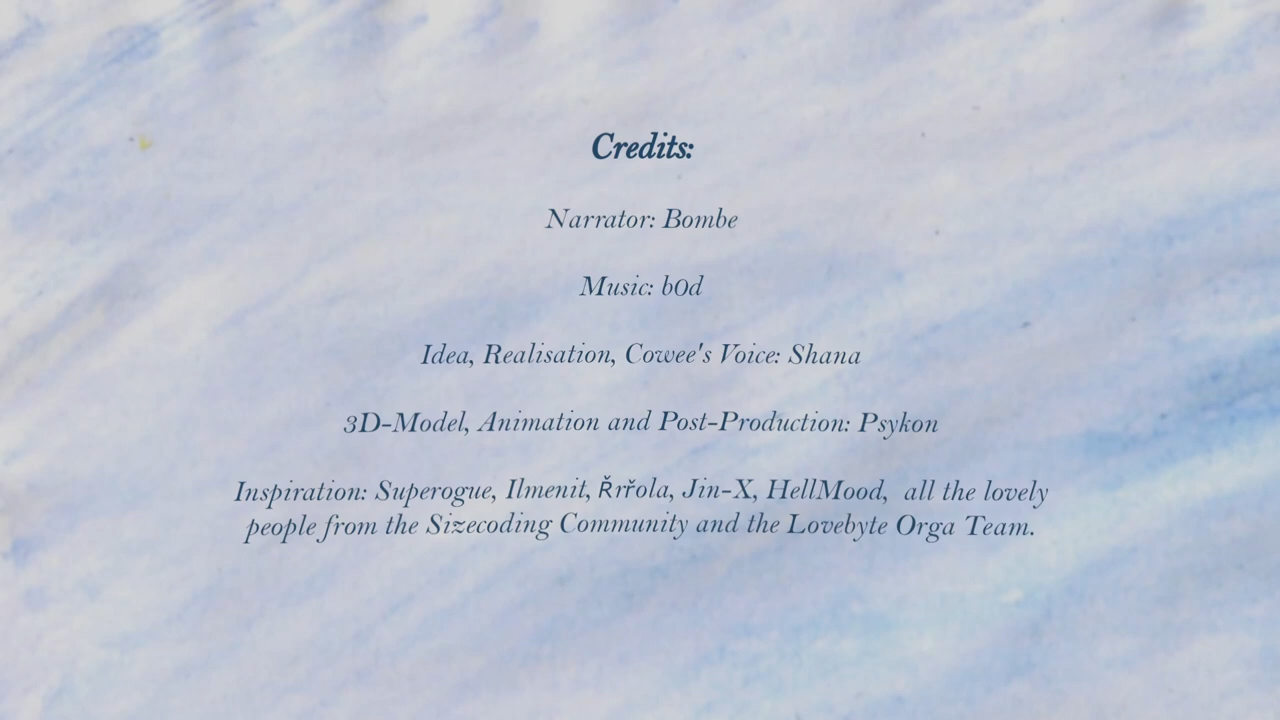 Credits:
Narrator: Bombe
Music: b0d
Idea, Realisation, Cowee's Voice: Shana
3D-Model, Animation and Post-Production: Psykon
Inspiration: Superogue, Ilmenit, Řrřola, Jin-X, HellMood,  all the lovely
people from the Sizecoding Community and the Lovebyte Orga Team.